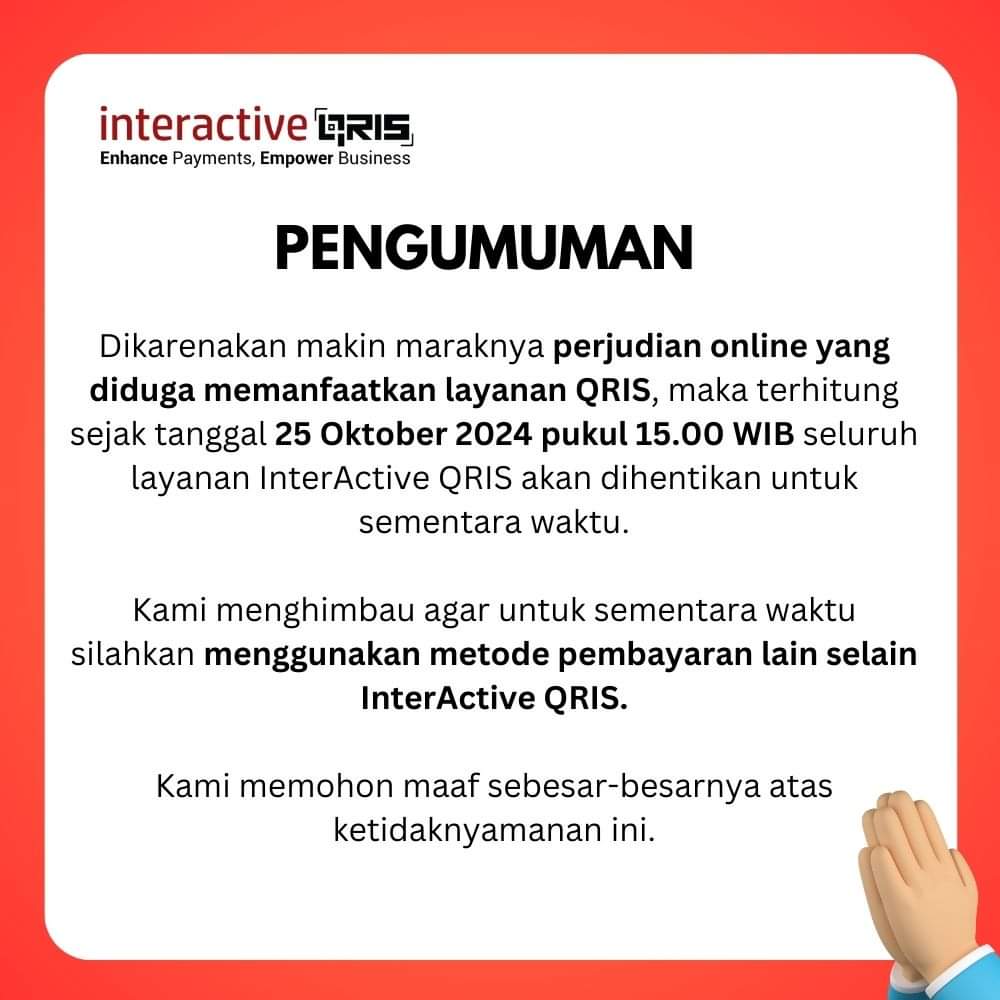 interactive QRIS
Enhance Payments, Empower Business
PENGUMUMAN
Dikarenakan makin maraknya perjudian online yang
diduga memanfaatkan layanan QRIS, maka terhitung
sejak tanggal 25 Oktober 2024 pukul 15.00 WIB seluruh
layanan InterActive QRIS akan dihentikan untuk
sementara waktu.
Kami menghimbau agar untuk sementara waktu
silahkan menggunakan metode pembayaran lain selain
InterActive QRIS.
Kami memohon maaf sebesar-besarnya atas
ketidaknyamanan ini.